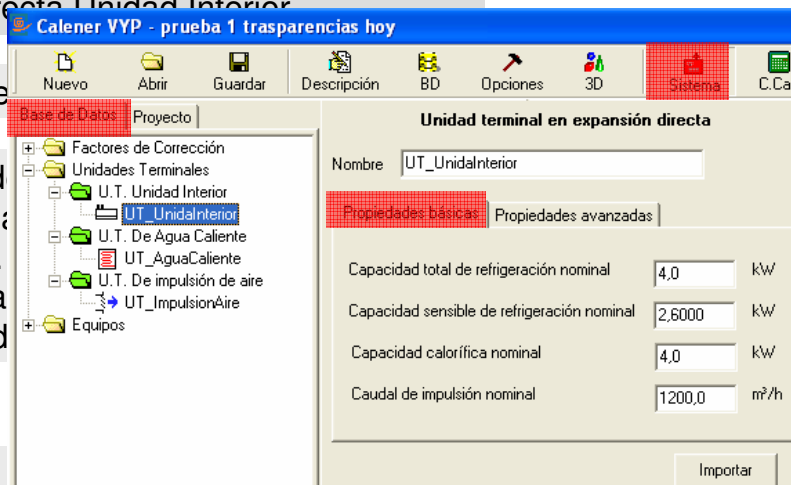 Directa Unidad Interior
Calener VYP - prueba 1 trasparencias hoy
Nuevo Abrir Guardar Descripción BD Opciones 3D Sistema C.Ca
Base de Datos Proyecto
Factores de Corrección
Unidades Terminales
U.T. Unidad Interior
UT_UnidaInterior
U.T. De Agua Caliente
UT_AguaCaliente
U.T. De impulsión de aire
UT_ImpulsionAire
Equipos
Unidad terminal en expansión directa
Nombre UT_UnidaInterior
Propiedades básicas Propiedades avanzadas
Capacidad total de refrigeración nominal 4,0 kW
Capacidad sensible de refrigeración nominal 2,6000 kW
Capacidad calorífica nominal 4,0 kW
Caudal de impulsión nominal 1200,0 m³/h
Importar